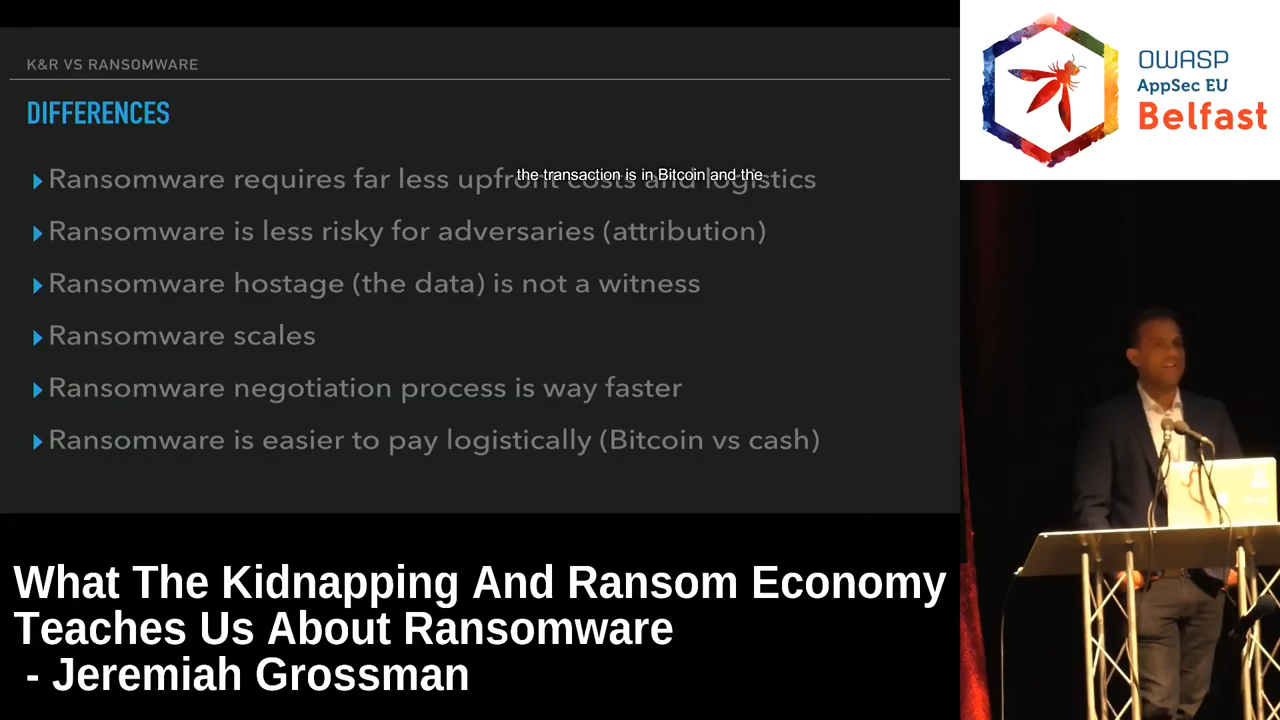 K&R VS RANSOMWARE
DIFFERENCES
Ransomware requires far less upfront costs and logistics
the transaction is in Bitcoin and the
Ransomware is less risky for adversaries (attribution)
Ransomware hostage (the data) is not a witness
Ransomware scales
Ransomware negotiation process is way faster
Ransomware is easier to pay logistically (Bitcoin vs cash)
What The Kidnapping And Ransom Economy
Teaches Us About Ransomware
- Jeremiah Grossman
OWASP
AppSec EU
Belfast